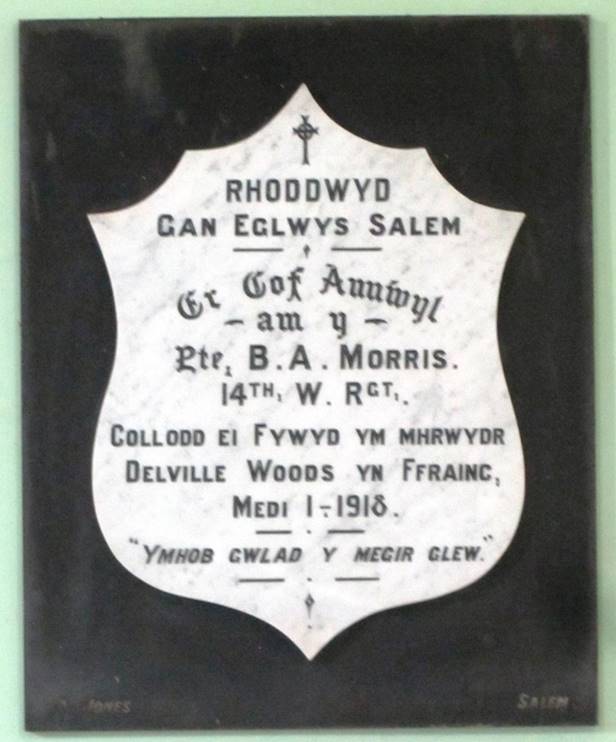 RHODDWYD
GAN EGLWYS SALEM
Er Cof Annwyl
- am y -
Pte, B.A. MORRIS.
14TH, W. RGT,.
COLLODD EI FYWYD YM MHRWYDR
DELVILLE WOODS YN FFRAINC,
MEDI 1-1918.
"YMHOB GWLAD Y MEGIR GLEW."
JONES
SALEM